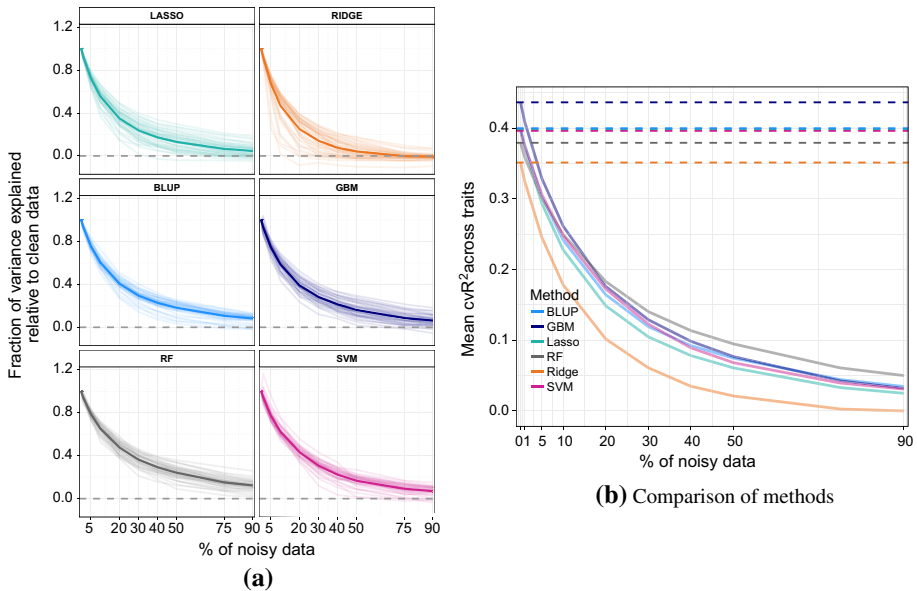 LASSO
RIDGE
1.2
0.8
0.4
0.0
BLUP
GBM
1.2
0.8
0.4
0.0
RF
SVM
1.2
0.8
0.4
0.0
5 20 30 40 50 75 90
5 20 30 40 50 75 90
% of noisy data
Fraction of variance explained
relative to clean data
(a)
0.4
0.3
0.2
0.1
0.0
Mean cvR²across traits
Method
BLUP
GBM
Lasso
RF
Ridge
SVM
01 5 10 20 30 40 50 90
% of noisy data
(b) Comparison of methods